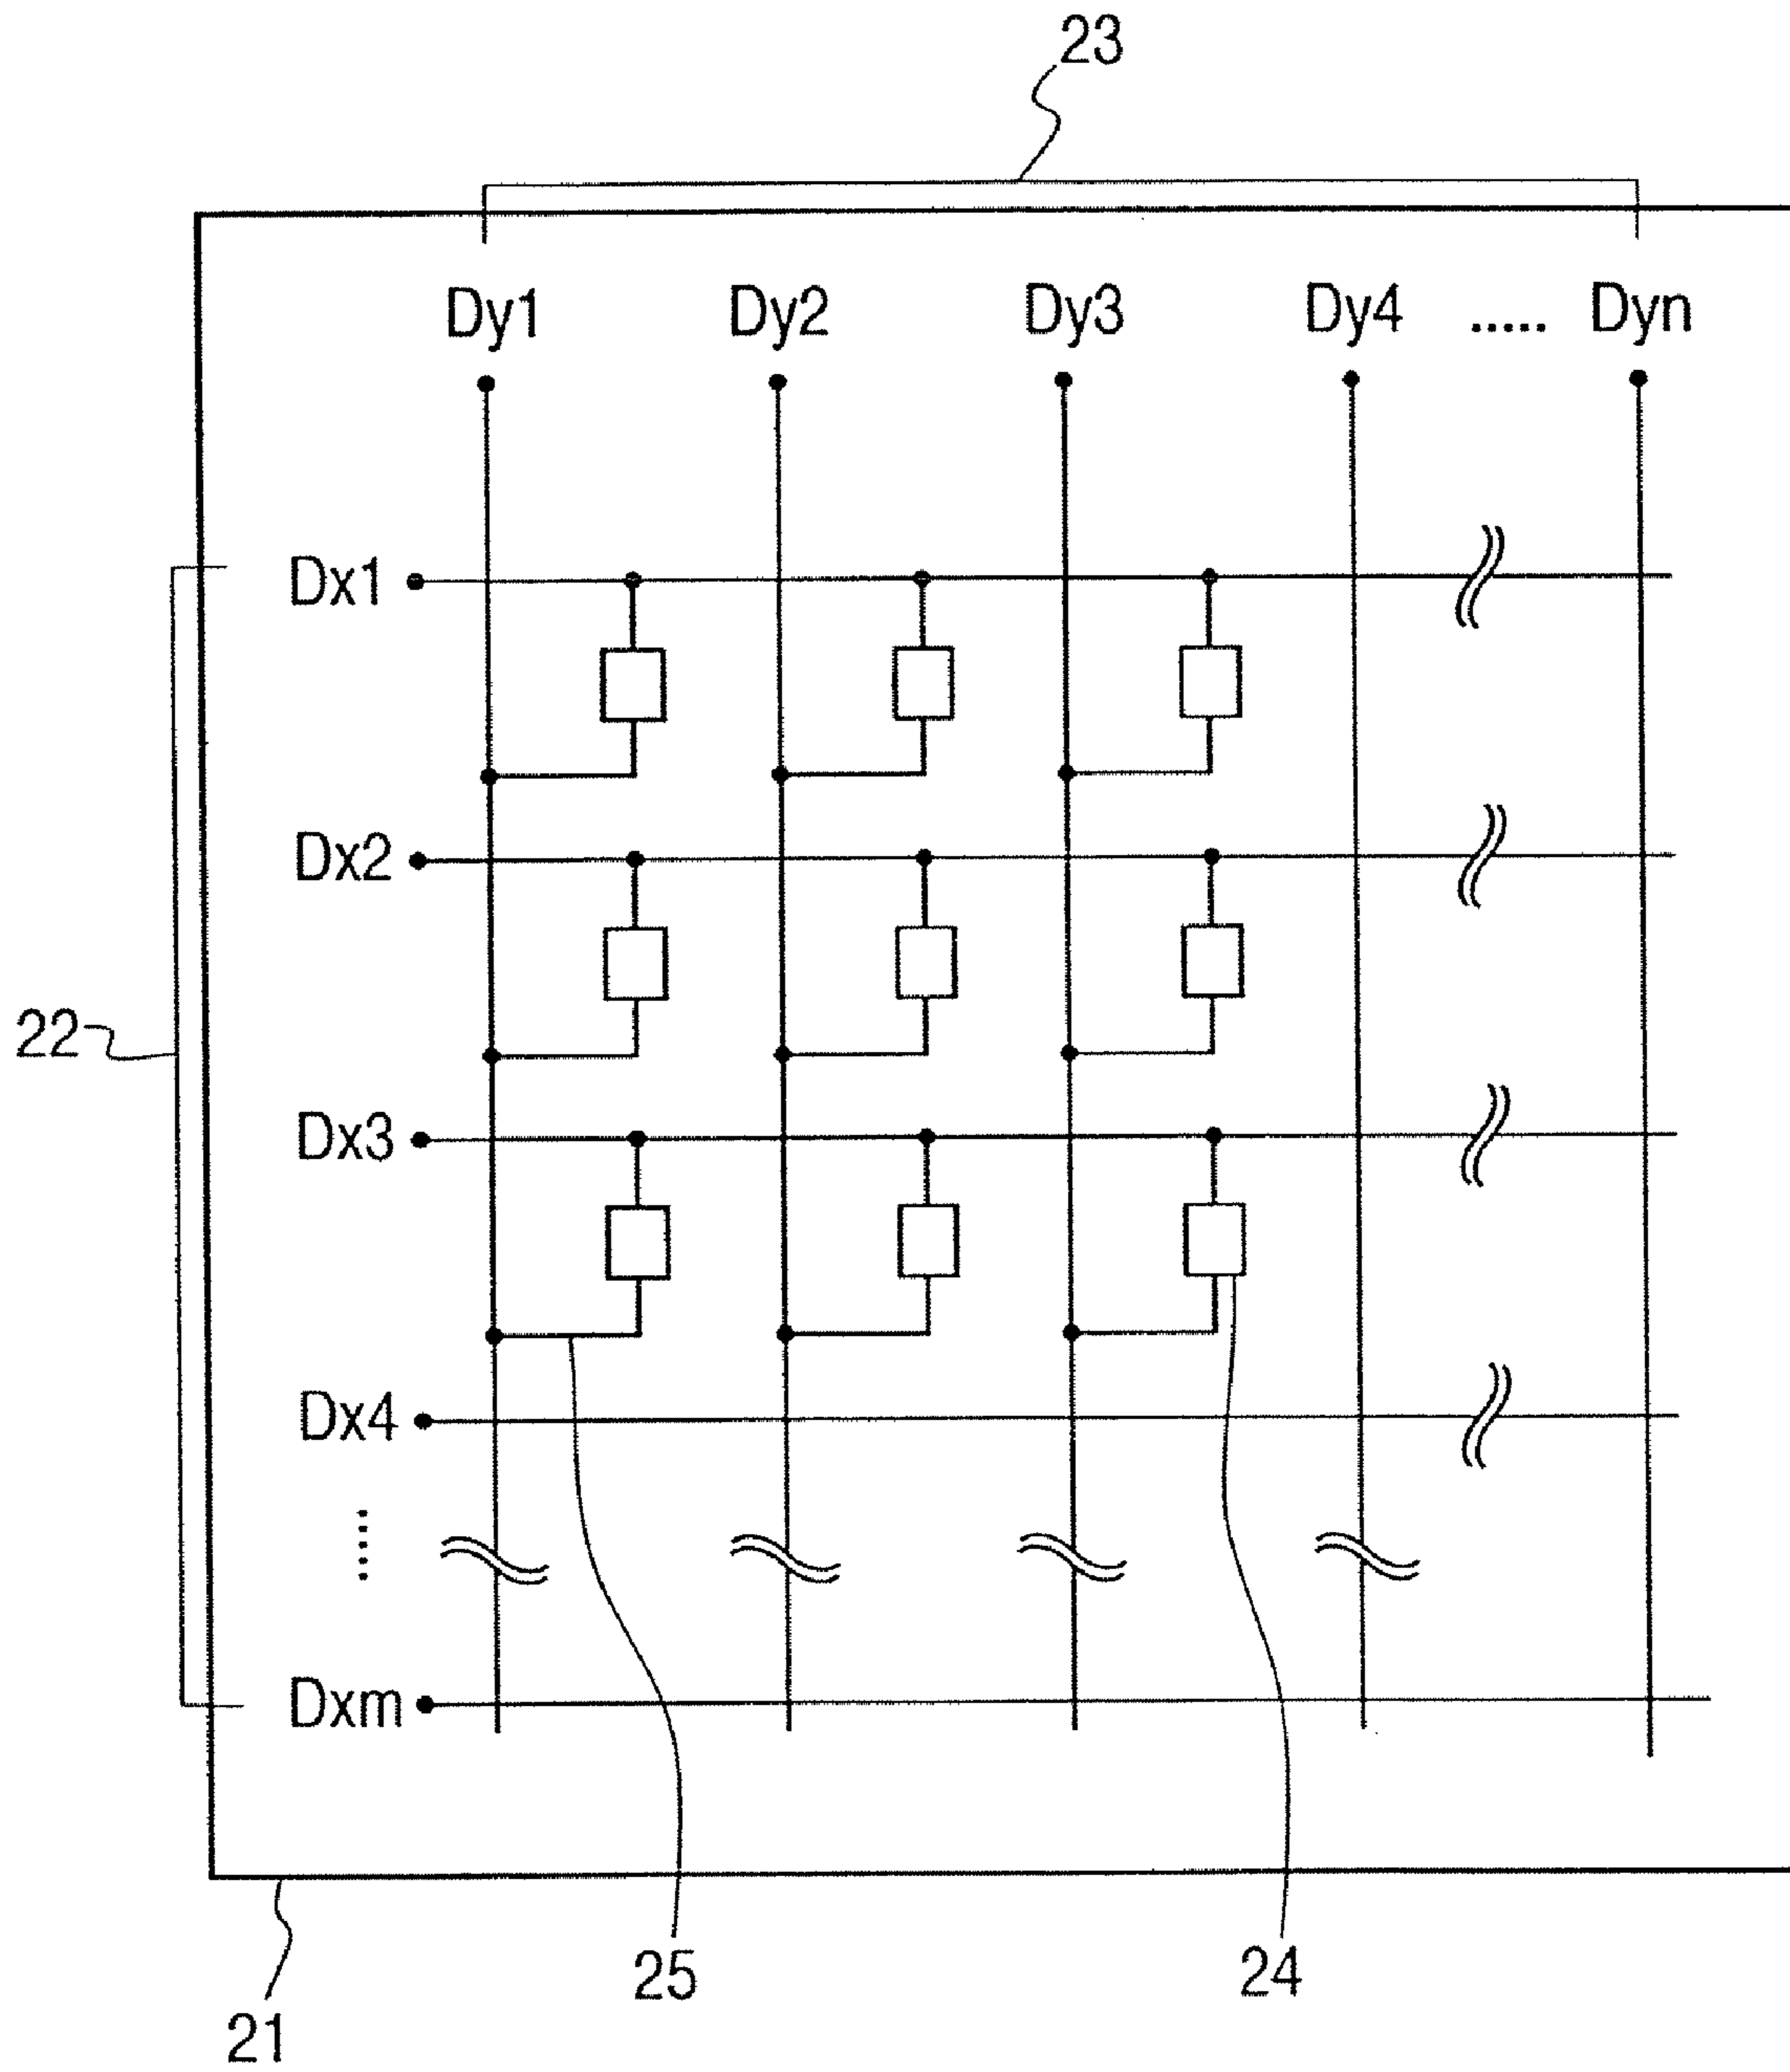 23
Dy1 Dy2 Dy3 Dy4 ..... Dyn
Dx1
Dx2
22
Dx3
Dx4
.....
Dxm
25 24
21